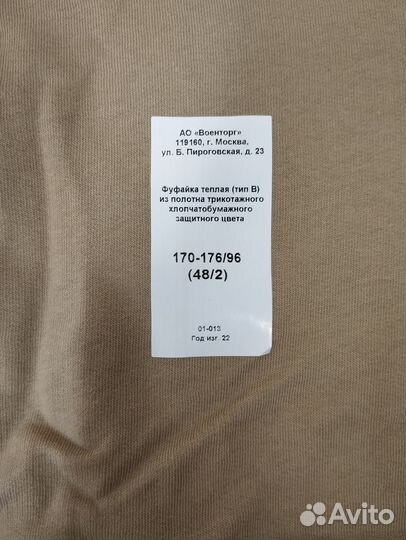 АО «Военторг»
119160, г. Москва,
ул. Б. Пироговская, д. 23
Фуфайка теплая (тип В)
из полотна трикотажного
хлопчатобумажного
защитного цвета
170-176/96
(48/2)
01-013
Год изг. 22
Avito